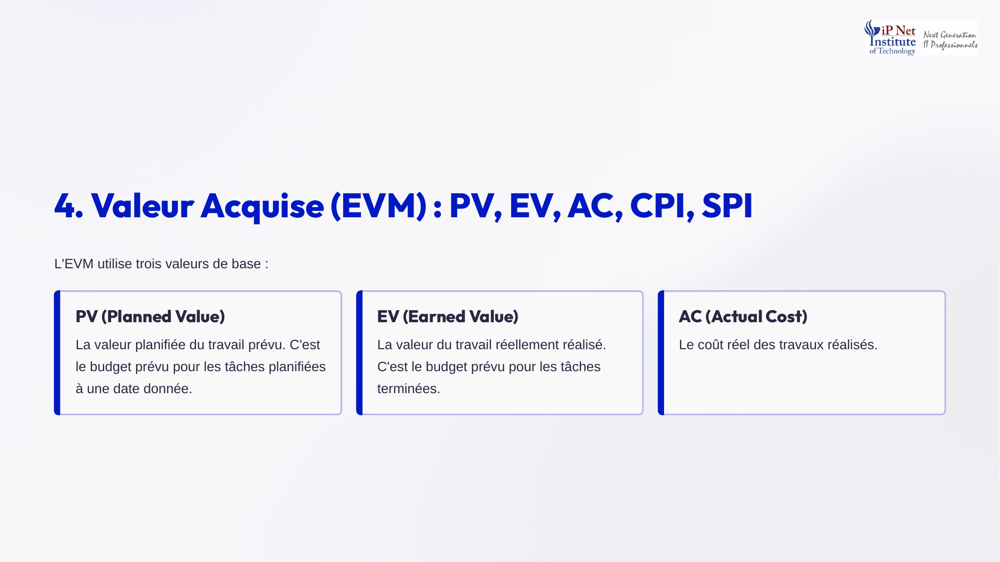 iP Net
Institute
of Technology
Next Generation
IT Professionnels
4. Valeur Acquise (EVM) : PV, EV, AC, CPI, SPI
L'EVM utilise trois valeurs de base :
PV (Planned Value)
La valeur planifiée du travail prévu. C'est
le budget prévu pour les tâches planifiées
à une date donnée.
EV (Earned Value)
La valeur du travail réellement réalisé.
C'est le budget prévu pour les tâches
terminées.
AC (Actual Cost)
Le coût réel des travaux réalisés.